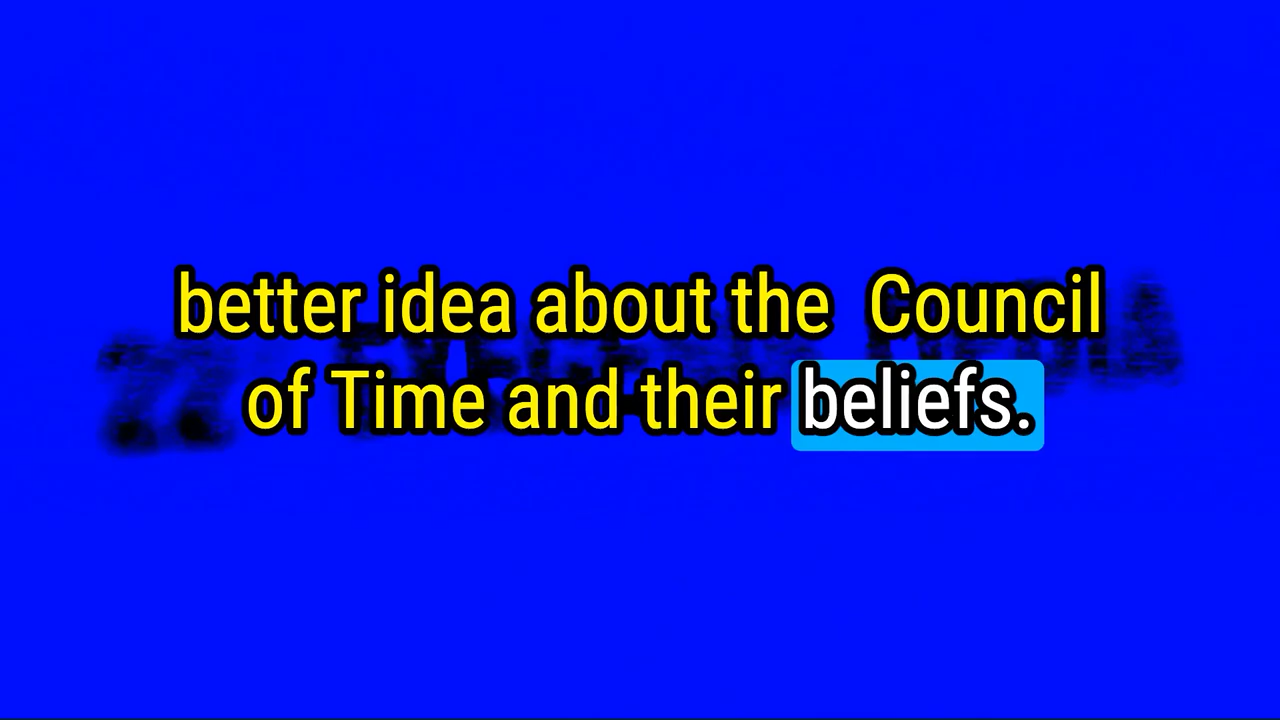 better idea about the Council
of Time and their beliefs.